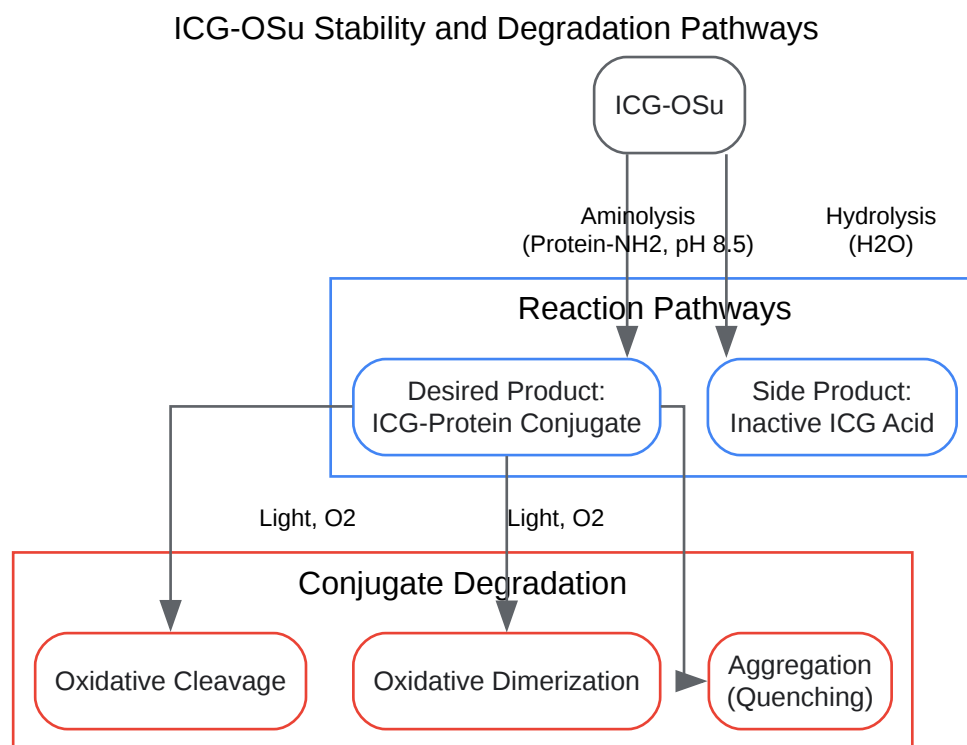 ICG-OSu Stability and Degradation Pathways
ICG-OSu
Aminolysis
(Protein-NH2, pH 8.5)
Hydrolysis
(H2O)
Reaction Pathways
Desired Product:
ICG-Protein Conjugate
Side Product:
Inactive ICG Acid
Light, O2
Light, O2
Conjugate Degradation
Oxidative Cleavage
Oxidative Dimerization
Aggregation
(Quenching)